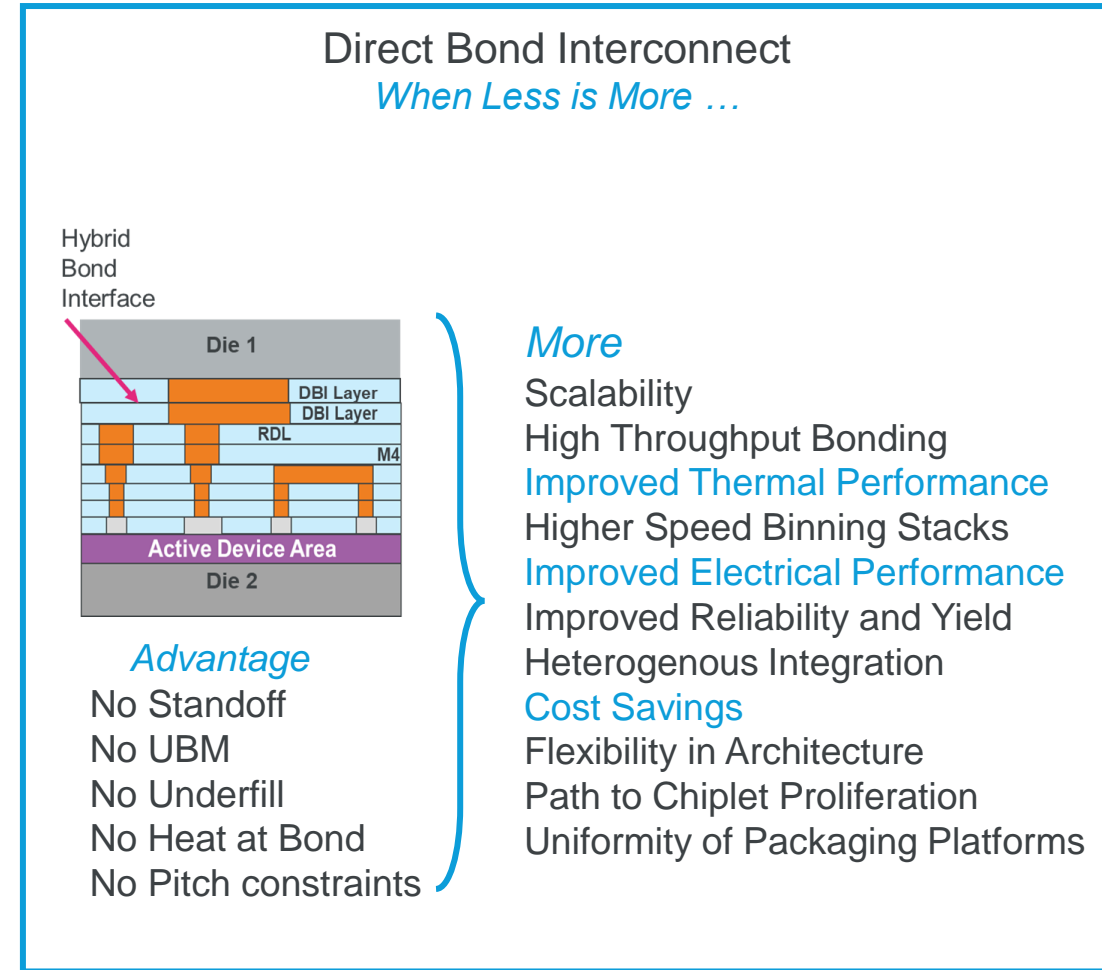 Direct Bond Interconnect
When Less is More …
Hybrid
Bond
Interface
Die 1
DBI Layer
DBI Layer
RDL
M4
Active Device Area
Die 2
Advantage
No Standoff
No UBM
No Underfill
No Heat at Bond
No Pitch constraints
More
Scalability
High Throughput Bonding
Improved Thermal Performance
Higher Speed Binning Stacks
Improved Electrical Performance
Improved Reliability and Yield
Heterogenous Integration
Cost Savings
Flexibility in Architecture
Path to Chiplet Proliferation
Uniformity of Packaging Platforms